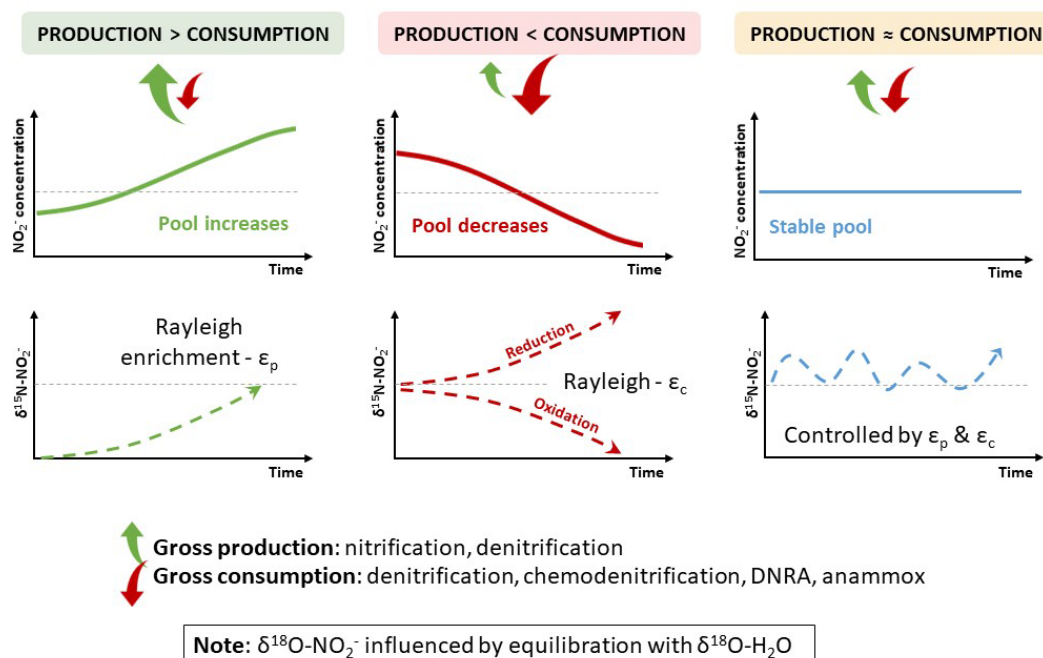 PRODUCTION > CONSUMPTION
PRODUCTION < CONSUMPTION
PRODUCTION ≈ CONSUMPTION
NO₂⁻ concentration
Pool increases
Time
NO₂⁻ concentration
Pool decreases
Time
NO₂⁻ concentration
Stable pool
Time
δ¹⁵N-NO₂⁻
Rayleigh
enrichment - εₚ
Time
δ¹⁵N-NO₂⁻
Reduction
Rayleigh - ε꜀
Oxidation
Time
δ¹⁵N-NO₂⁻
Controlled by εₚ & ε꜀
Time
Gross production: nitrification, denitrification
Gross consumption: denitrification, chemodenitrification, DNRA, anammox
Note: δ¹⁸O-NO₂⁻ influenced by equilibration with δ¹⁸O-H₂O